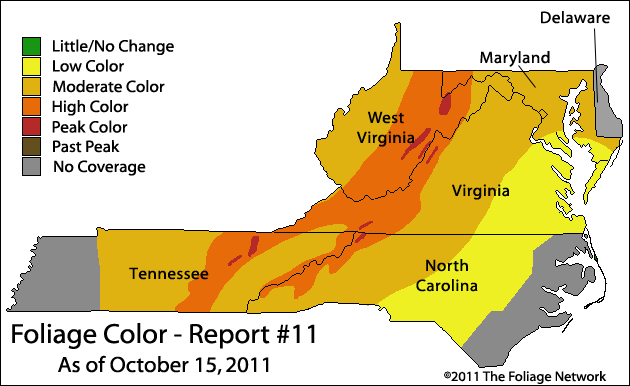 Delaware
Maryland
Little/No Change
Low Color
Moderate Color
High Color
Peak Color
Past Peak
No Coverage
West
Virginia
Virginia
Tennessee
North
Carolina
Foliage Color - Report #11
As of October 15, 2011
©2011 The Foliage Network